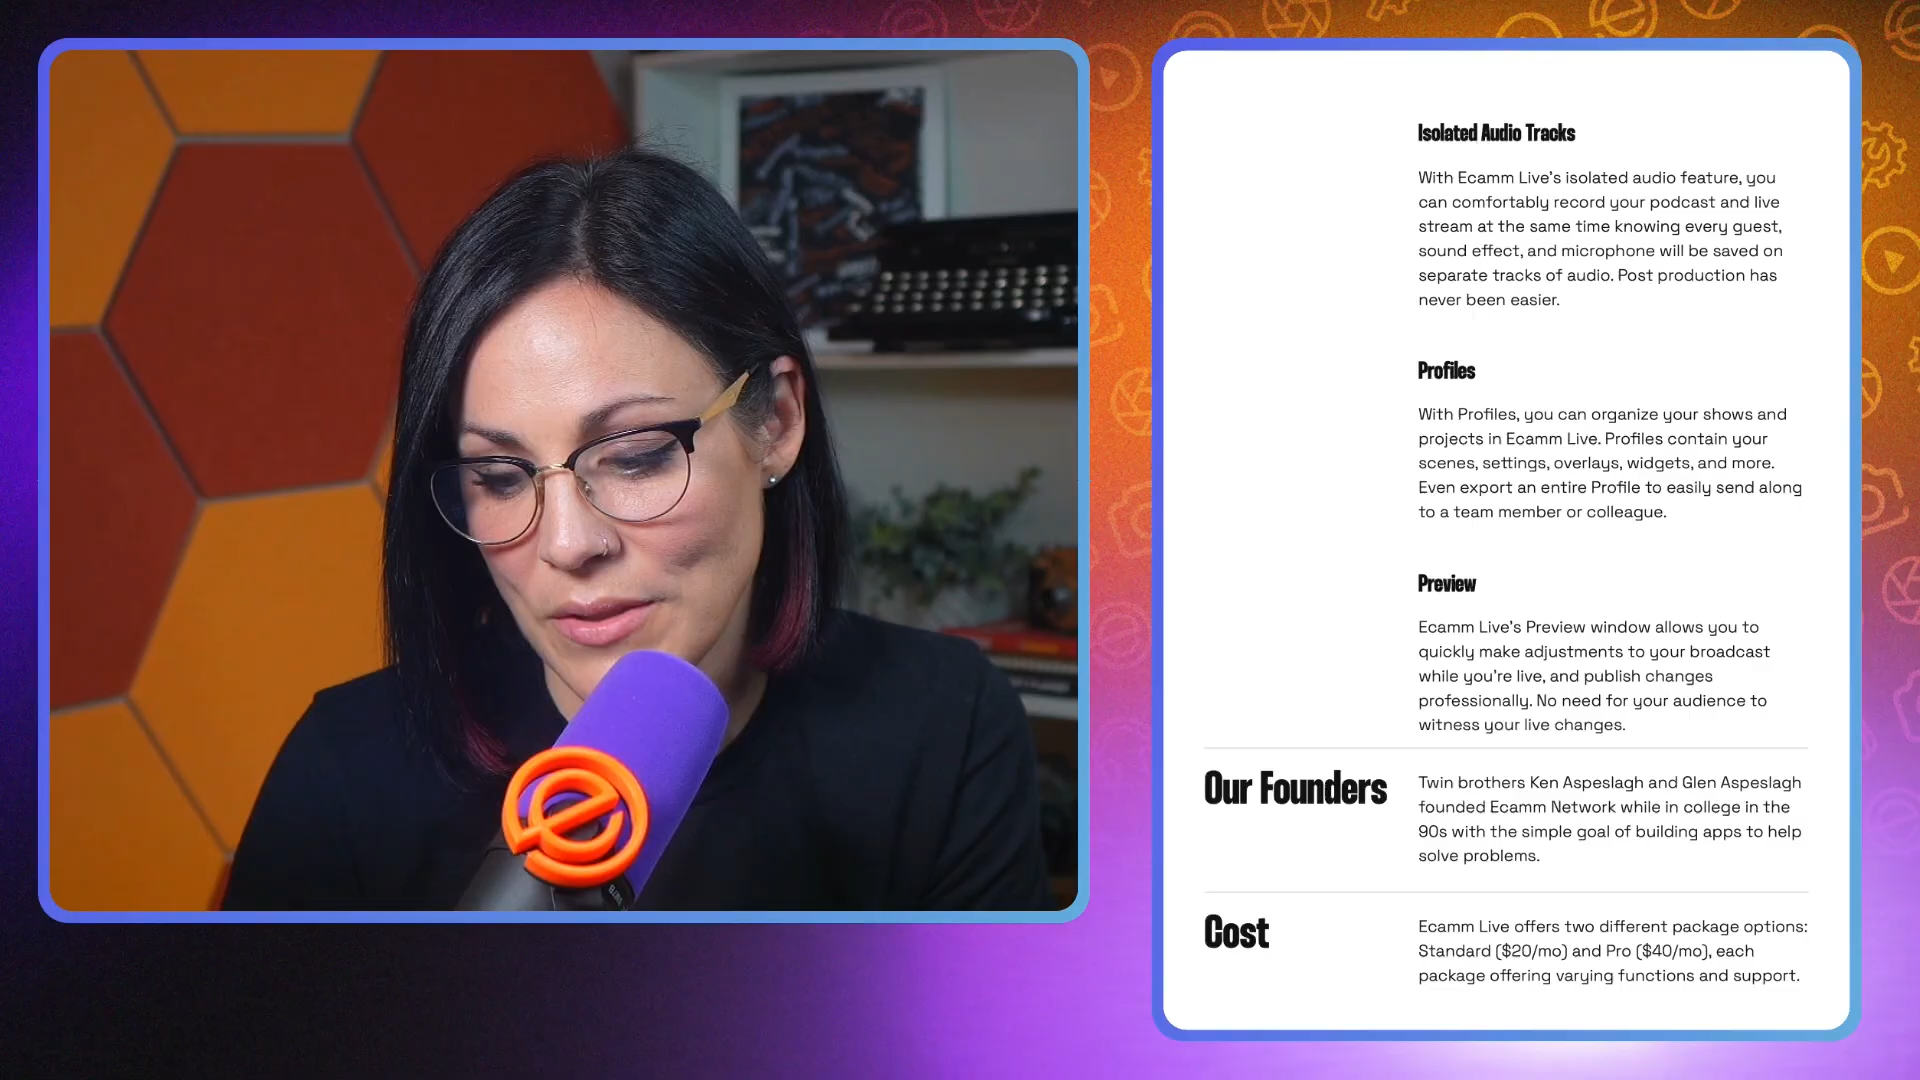 Isolated Audio Tracks
With Ecamm Live's isolated audio feature, you
can comfortably record your podcast and live
stream at the same time knowing every guest,
sound effect, and microphone will be saved on
separate tracks of audio. Post production has
never been easier.
Profiles
With Profiles, you can organize your shows and
projects in Ecamm Live. Profiles contain your
scenes, settings, overlays, widgets, and more.
Even export an entire Profile to easily send along
to a team member or colleague.
Preview
Ecamm Live's Preview window allows you to
quickly make adjustments to your broadcast
while you're live, and publish changes
professionally. No need for your audience to
witness your live changes.
Our Founders
Twin brothers Ken Aspeslagh and Glen Aspeslagh
founded Ecamm Network while in college in the
90s with the simple goal of building apps to help
solve problems.
Cost
Ecamm Live offers two different package options:
Standard ($20/mo) and Pro ($40/mo), each
package offering varying functions and support.